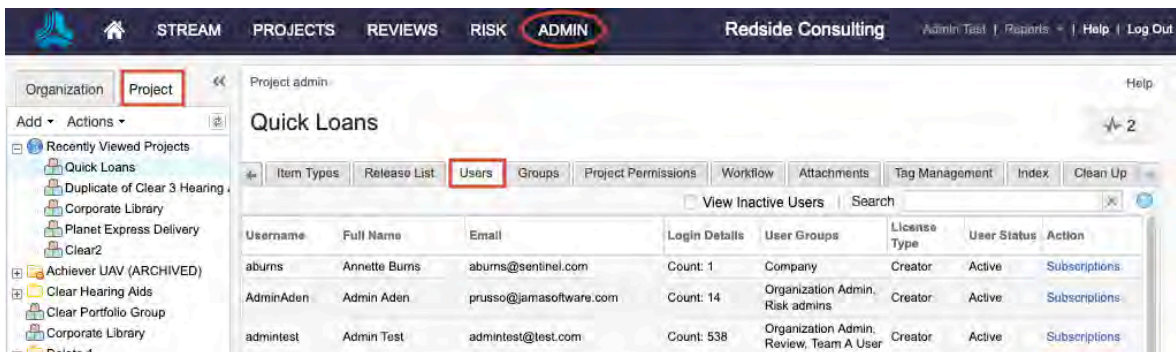 STREAM PROJECTS REVIEWS RISK ADMIN Redside Consulting Admin Test | Reports | Help | Log Out
Organization Project « Project admin Help
Add Actions Quick Loans 2
Recently Viewed Projects
Quick Loans Item Types Release List Users Groups Project Permissions Workflow Attachments Tag Management Index Clean Up
Duplicate of Clear 3 Hearing
Corporate Library View Inactive Users | Search
Planet Express Delivery Username Full Name Email Login Details User Groups License Type User Status Action
Clear2
Achiever UAV (ARCHIVED) aburns Annette Burns aburns@sentinel.com Count: 1 Company Creator Active Subscriptions
Clear Hearing Aids AdminAden Admin Aden prusso@jamasoftware.com Count: 14 Organization Admin, Risk admins Creator Active Subscriptions
Clear Portfolio Group
Corporate Library admintest Admin Test admintest@test.com Count: 538 Organization Admin, Review, Team A User Creator Active Subscriptions